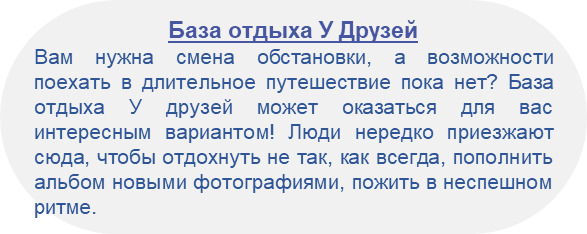 База отдыха У Друзей
Вам нужна смена обстановки, а возможности
поехать в длительное путешествие пока нет? База
отдыха У друзей может оказаться для вас
интересным вариантом! Люди нередко приезжают
сюда, чтобы отдохнуть не так, как всегда, пополнить
альбом новыми фотографиями, пожить в неспешном
ритме.